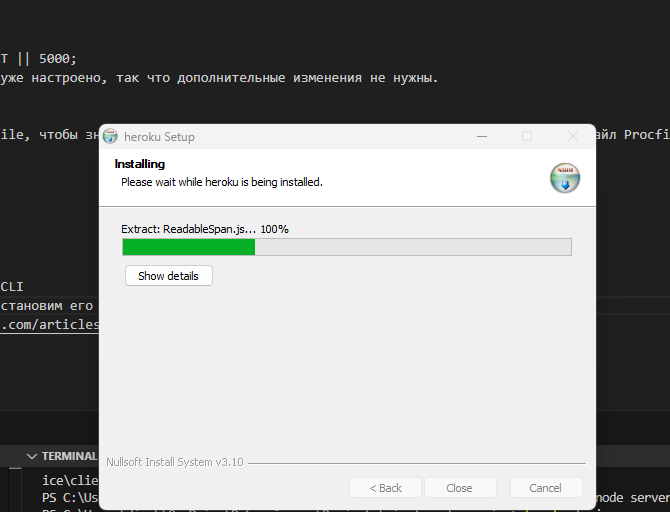 T || 5000;
уже настроено, так что дополнительные изменения не нужны.
ile, чтобы зн
айл Procfi
heroku Setup
Installing
Please wait while heroku is being installed.
Extract: ReadableSpan.js... 100%
Show details
CLI
становим его
.com/articles
Nullsoft Install System v3.10
< Back
Close
Cancel
TERMINAL
ice\clie
PS C:\Use
node server